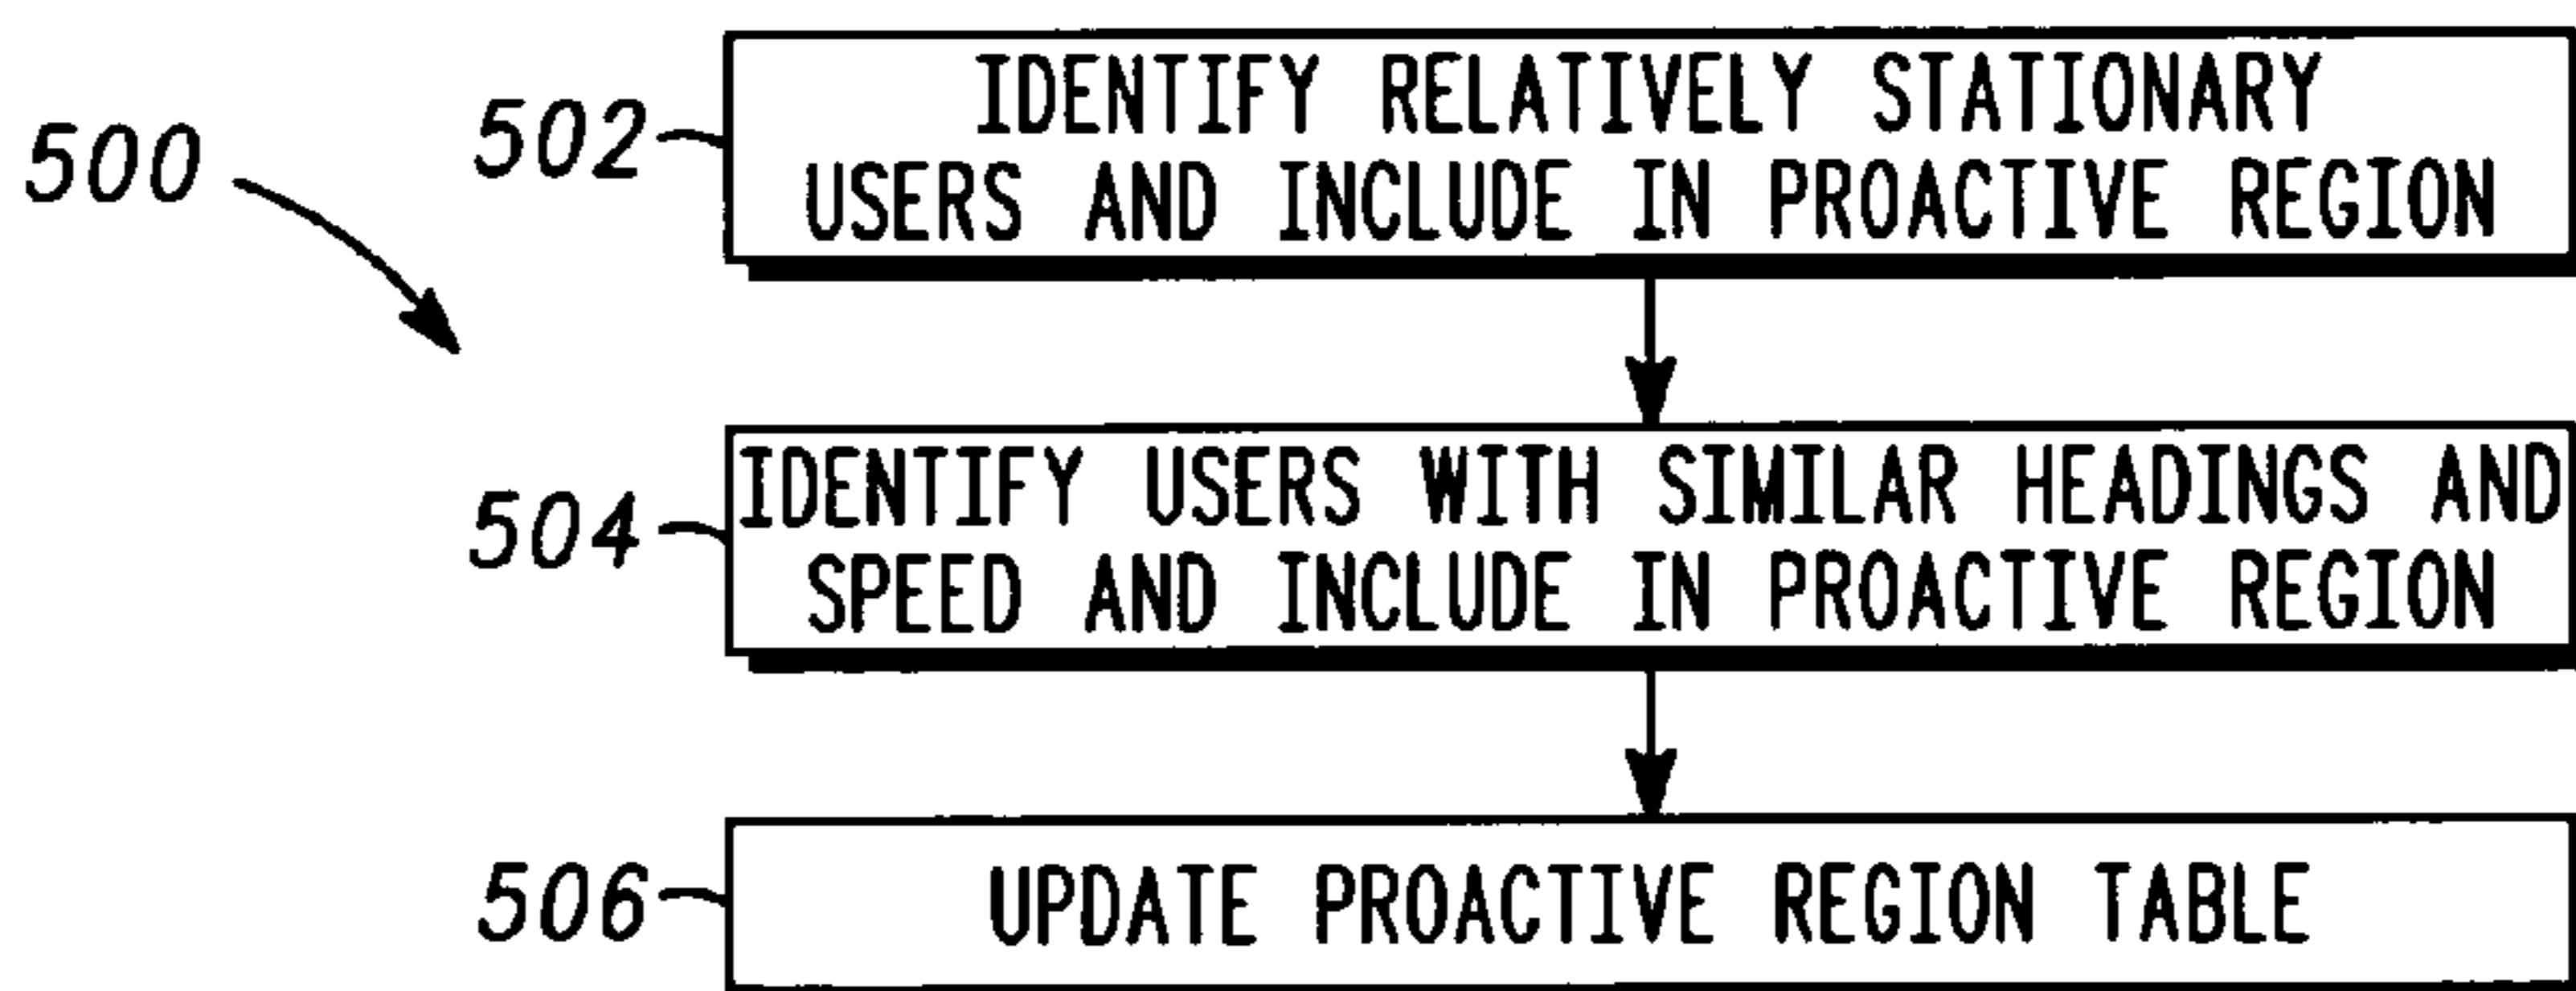 500
502
IDENTIFY RELATIVELY STATIONARY
USERS AND INCLUDE IN PROACTIVE REGION
504
IDENTIFY USERS WITH SIMILAR HEADINGS AND
SPEED AND INCLUDE IN PROACTIVE REGION
506
UPDATE PROACTIVE REGION TABLE